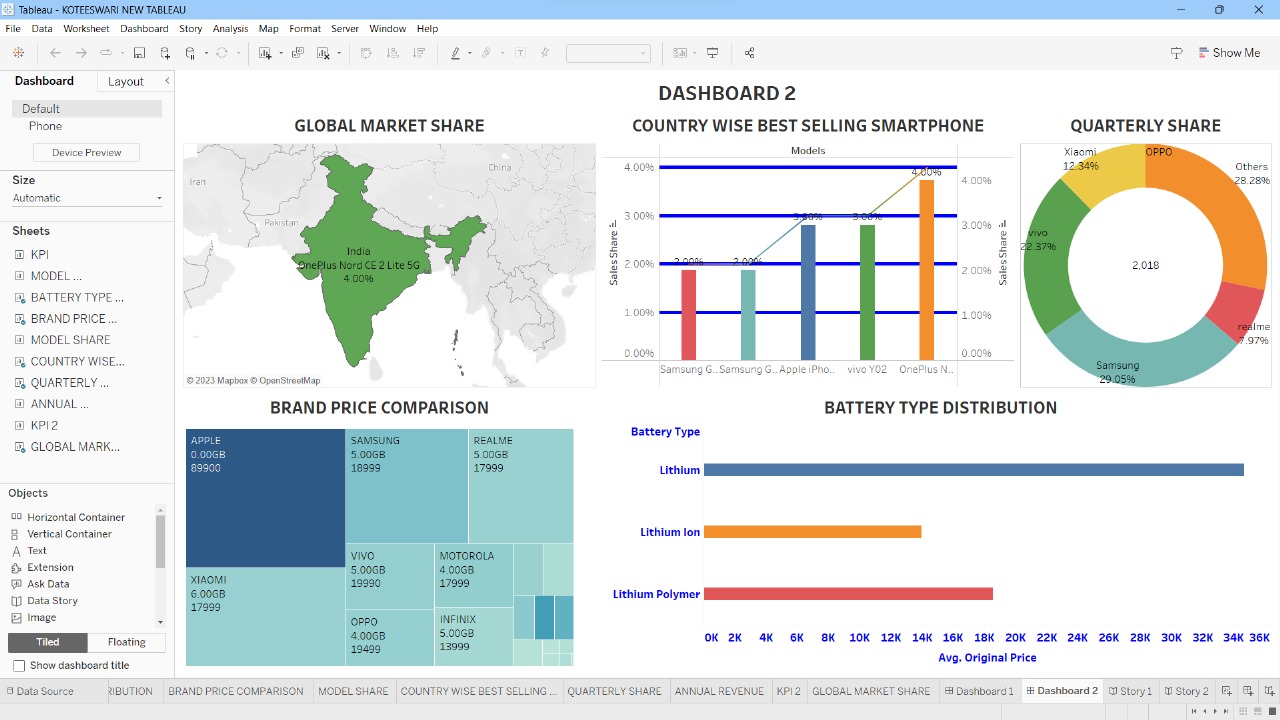 Tableau - KOTEESWARI NEW TABLEAU
File Data Worksheet Dashboard Story Analysis Map Format Server Window Help
Show Me
Dashboard Layout
Default
Phone
Device Preview
Size
Automatic
Sheets
KPI
MODEL ...
BATTERY TYPE ...
BRAND PRICE ...
MODEL SHARE
COUNTRY WISE...
QUARTERLY ...
ANNUAL ...
KPI 2
GLOBAL MARK...
Objects
Horizontal Container
Vertical Container
Text
Extension
Ask Data
Data Story
Image
Tiled Floating
Show dashboard title
DASHBOARD 2
GLOBAL MARKET SHARE
Iran
China
Pakistan
India
OnePlus Nord CE 2 Lite 5G
4.00%
© 2023 Mapbox © OpenStreetMap
COUNTRY WISE BEST SELLING SMARTPHONE
Models
4.00%
3.00%
2.00%
1.00%
0.00%
Sales Share
2.00% 2.00% 3.00% 3.00% 4.00%
4.00%
3.00%
2.00%
1.00%
0.00%
Sales Share
Samsung G.. Samsung G.. Apple iPho.. vivo Y02 OnePlus N..
QUARTERLY SHARE
Xiaomi
12.34%
OPPO
Others
28.28%
vivo
22.37%
2,018
realme
7.97%
Samsung
29.05%
BRAND PRICE COMPARISON
APPLE
0.00GB
89900
SAMSUNG
5.00GB
18999
REALME
5.00GB
17999
XIAOMI
6.00GB
17999
VIVO
5.00GB
19990
MOTOROLA
4.00GB
17999
OPPO
4.00GB
19499
INFINIX
5.00GB
13999
BATTERY TYPE DISTRIBUTION
Battery Type
Lithium
Lithium Ion
Lithium Polymer
0K 2K 4K 6K 8K 10K 12K 14K 16K 18K 20K 22K 24K 26K 28K 30K 32K 34K 36K
Avg. Original Price
Data Source RIBUTION BRAND PRICE COMPARISON MODEL SHARE COUNTRY WISE BEST SELLING ... QUARTERLY SHARE ANNUAL REVENUE KPI 2 GLOBAL MARKET SHARE Dashboard 1 Dashboard 2 Story 1 Story 2